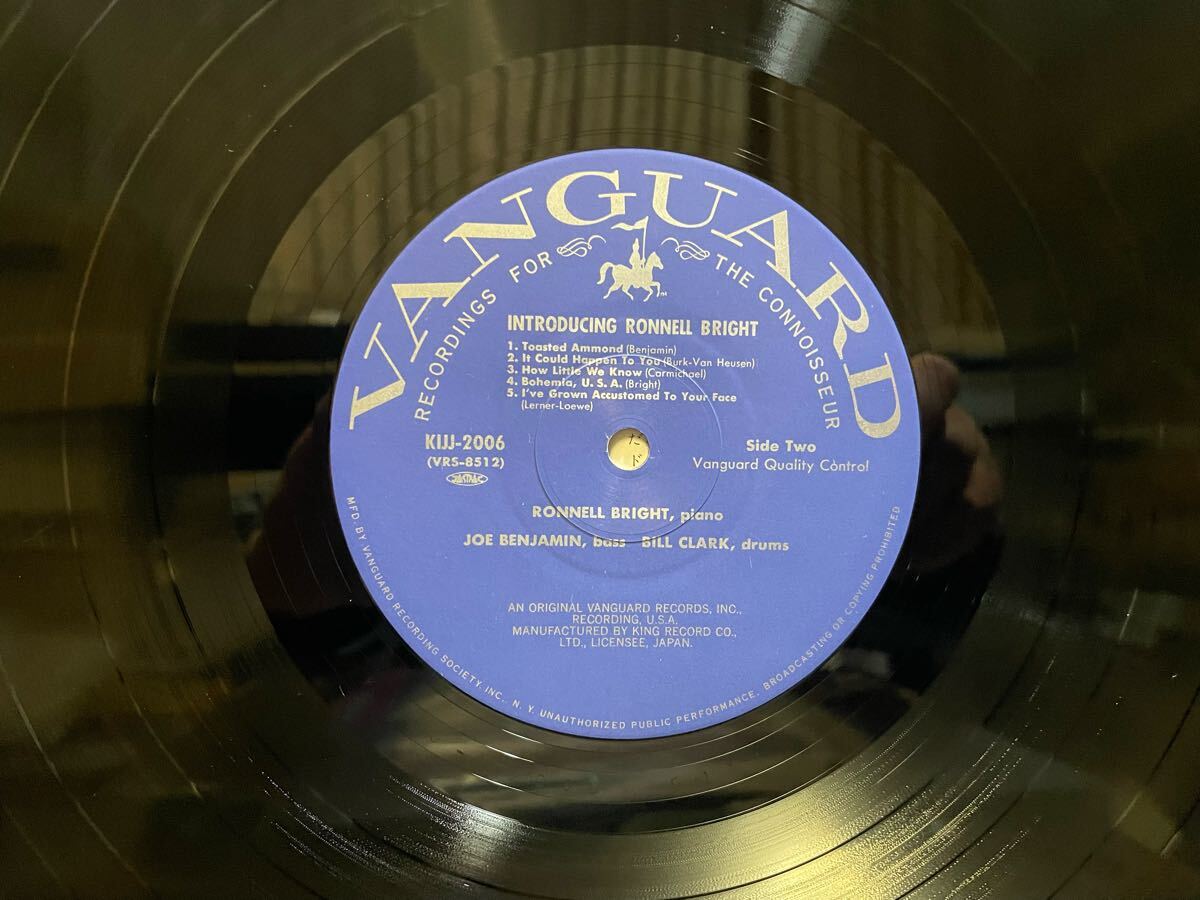 VANGUARD
RECORDINGS FOR THE CONNOISSEUR
INTRODUCING RONNELL BRIGHT
1. Toasted Ammond (Benjamin)
2. It Could Happen To You (Burk-Van Heusen)
3. How Little We Know (Carmichael)
4. Bohemia, U.S.A. (Bright)
5. I've Grown Accustomed To Your Face
(Lerner-Loewe)
KIJJ-2006
(VRS-8512)
Side Two
Vanguard Quality Control
RONNELL BRIGHT, piano
JOE BENJAMIN, bass BILL CLARK, drums
AN ORIGINAL VANGUARD RECORDS, INC.,
RECORDING, U.S.A.
MANUFACTURED BY KING RECORD CO.,
LTD., LICENSEE, JAPAN.
MFD. BY VANGUARD RECORDING SOCIETY, INC., N. Y. UNAUTHORIZED PUBLIC PERFORMANCE, BROADCASTING OR COPYING PROHIBITED